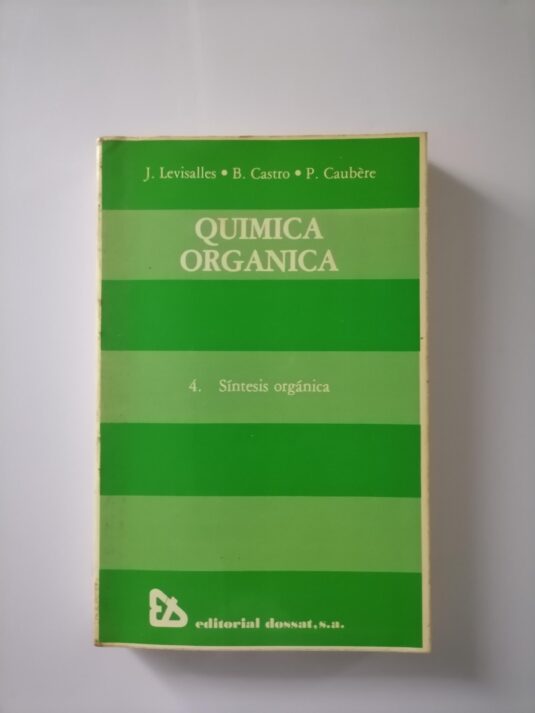 J. Levisalles • B. Castro • P. Caubère
QUIMICA
ORGANICA
4. Síntesis orgánica
editorial dossat, s.a.